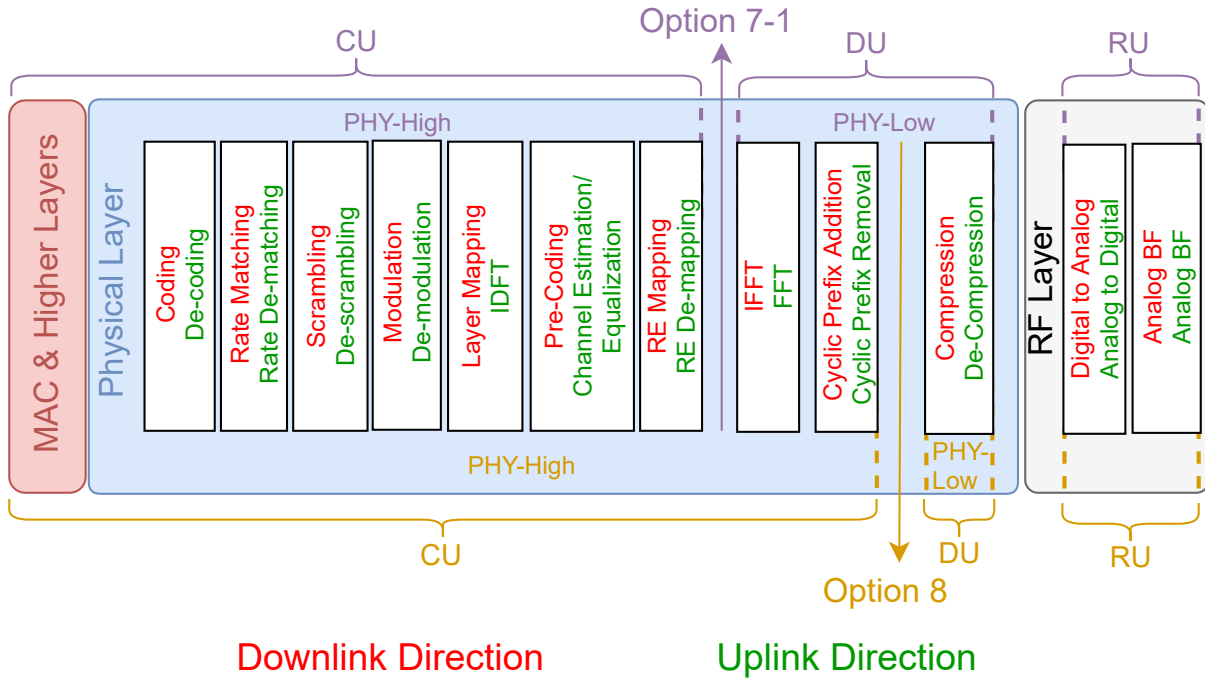 Option 7-1
CU
DU
RU
MAC & Higher Layers
Physical Layer
PHY-High
PHY-Low
Coding
De-coding
Rate Matching
Rate De-matching
Scrambling
De-scrambling
Modulation
De-modulation
Layer Mapping
IDFT
Pre-Coding
Channel Estimation/
Equalization
RE Mapping
RE De-mapping
IFFT
FFT
Cyclic Prefix Addition
Cyclic Prefix Removal
Compression
De-Compression
RF Layer
Digital to Analog
Analog to Digital
Analog BF
Analog BF
PHY-High
PHY-
Low
CU
DU
RU
Option 8
Downlink Direction
Uplink Direction